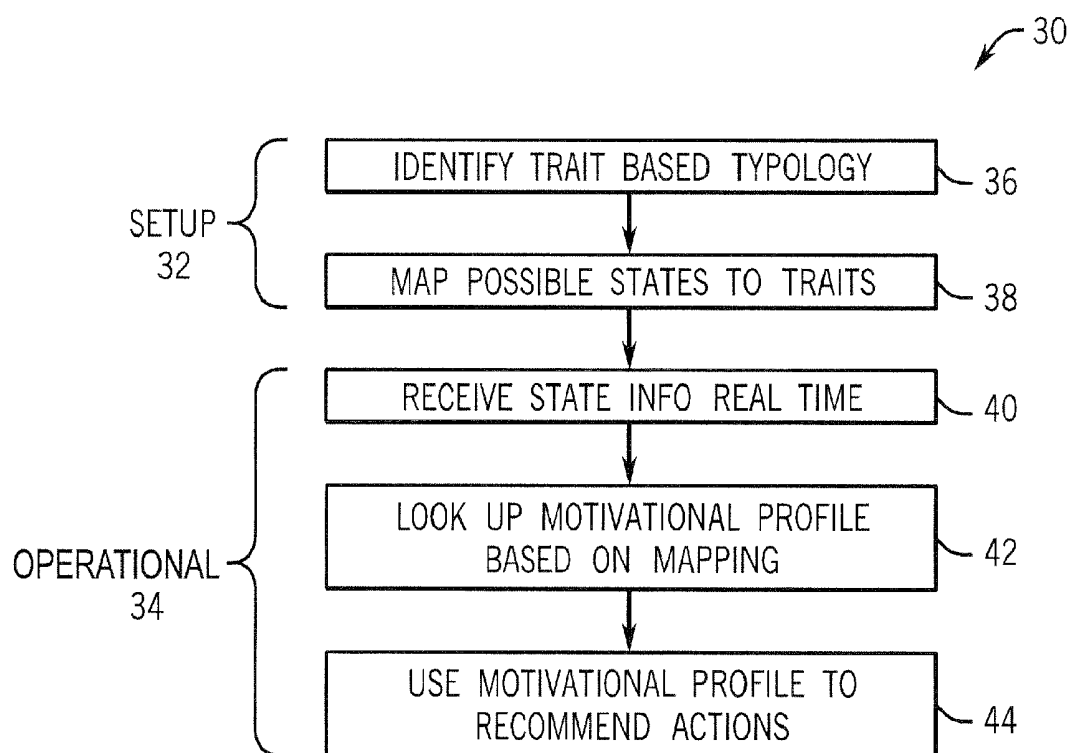 30
IDENTIFY TRAIT BASED TYPOLOGY
36
SETUP
32
MAP POSSIBLE STATES TO TRAITS
38
RECEIVE STATE INFO REAL TIME
40
LOOK UP MOTIVATIONAL PROFILE
BASED ON MAPPING
42
OPERATIONAL
34
USE MOTIVATIONAL PROFILE TO
RECOMMEND ACTIONS
44